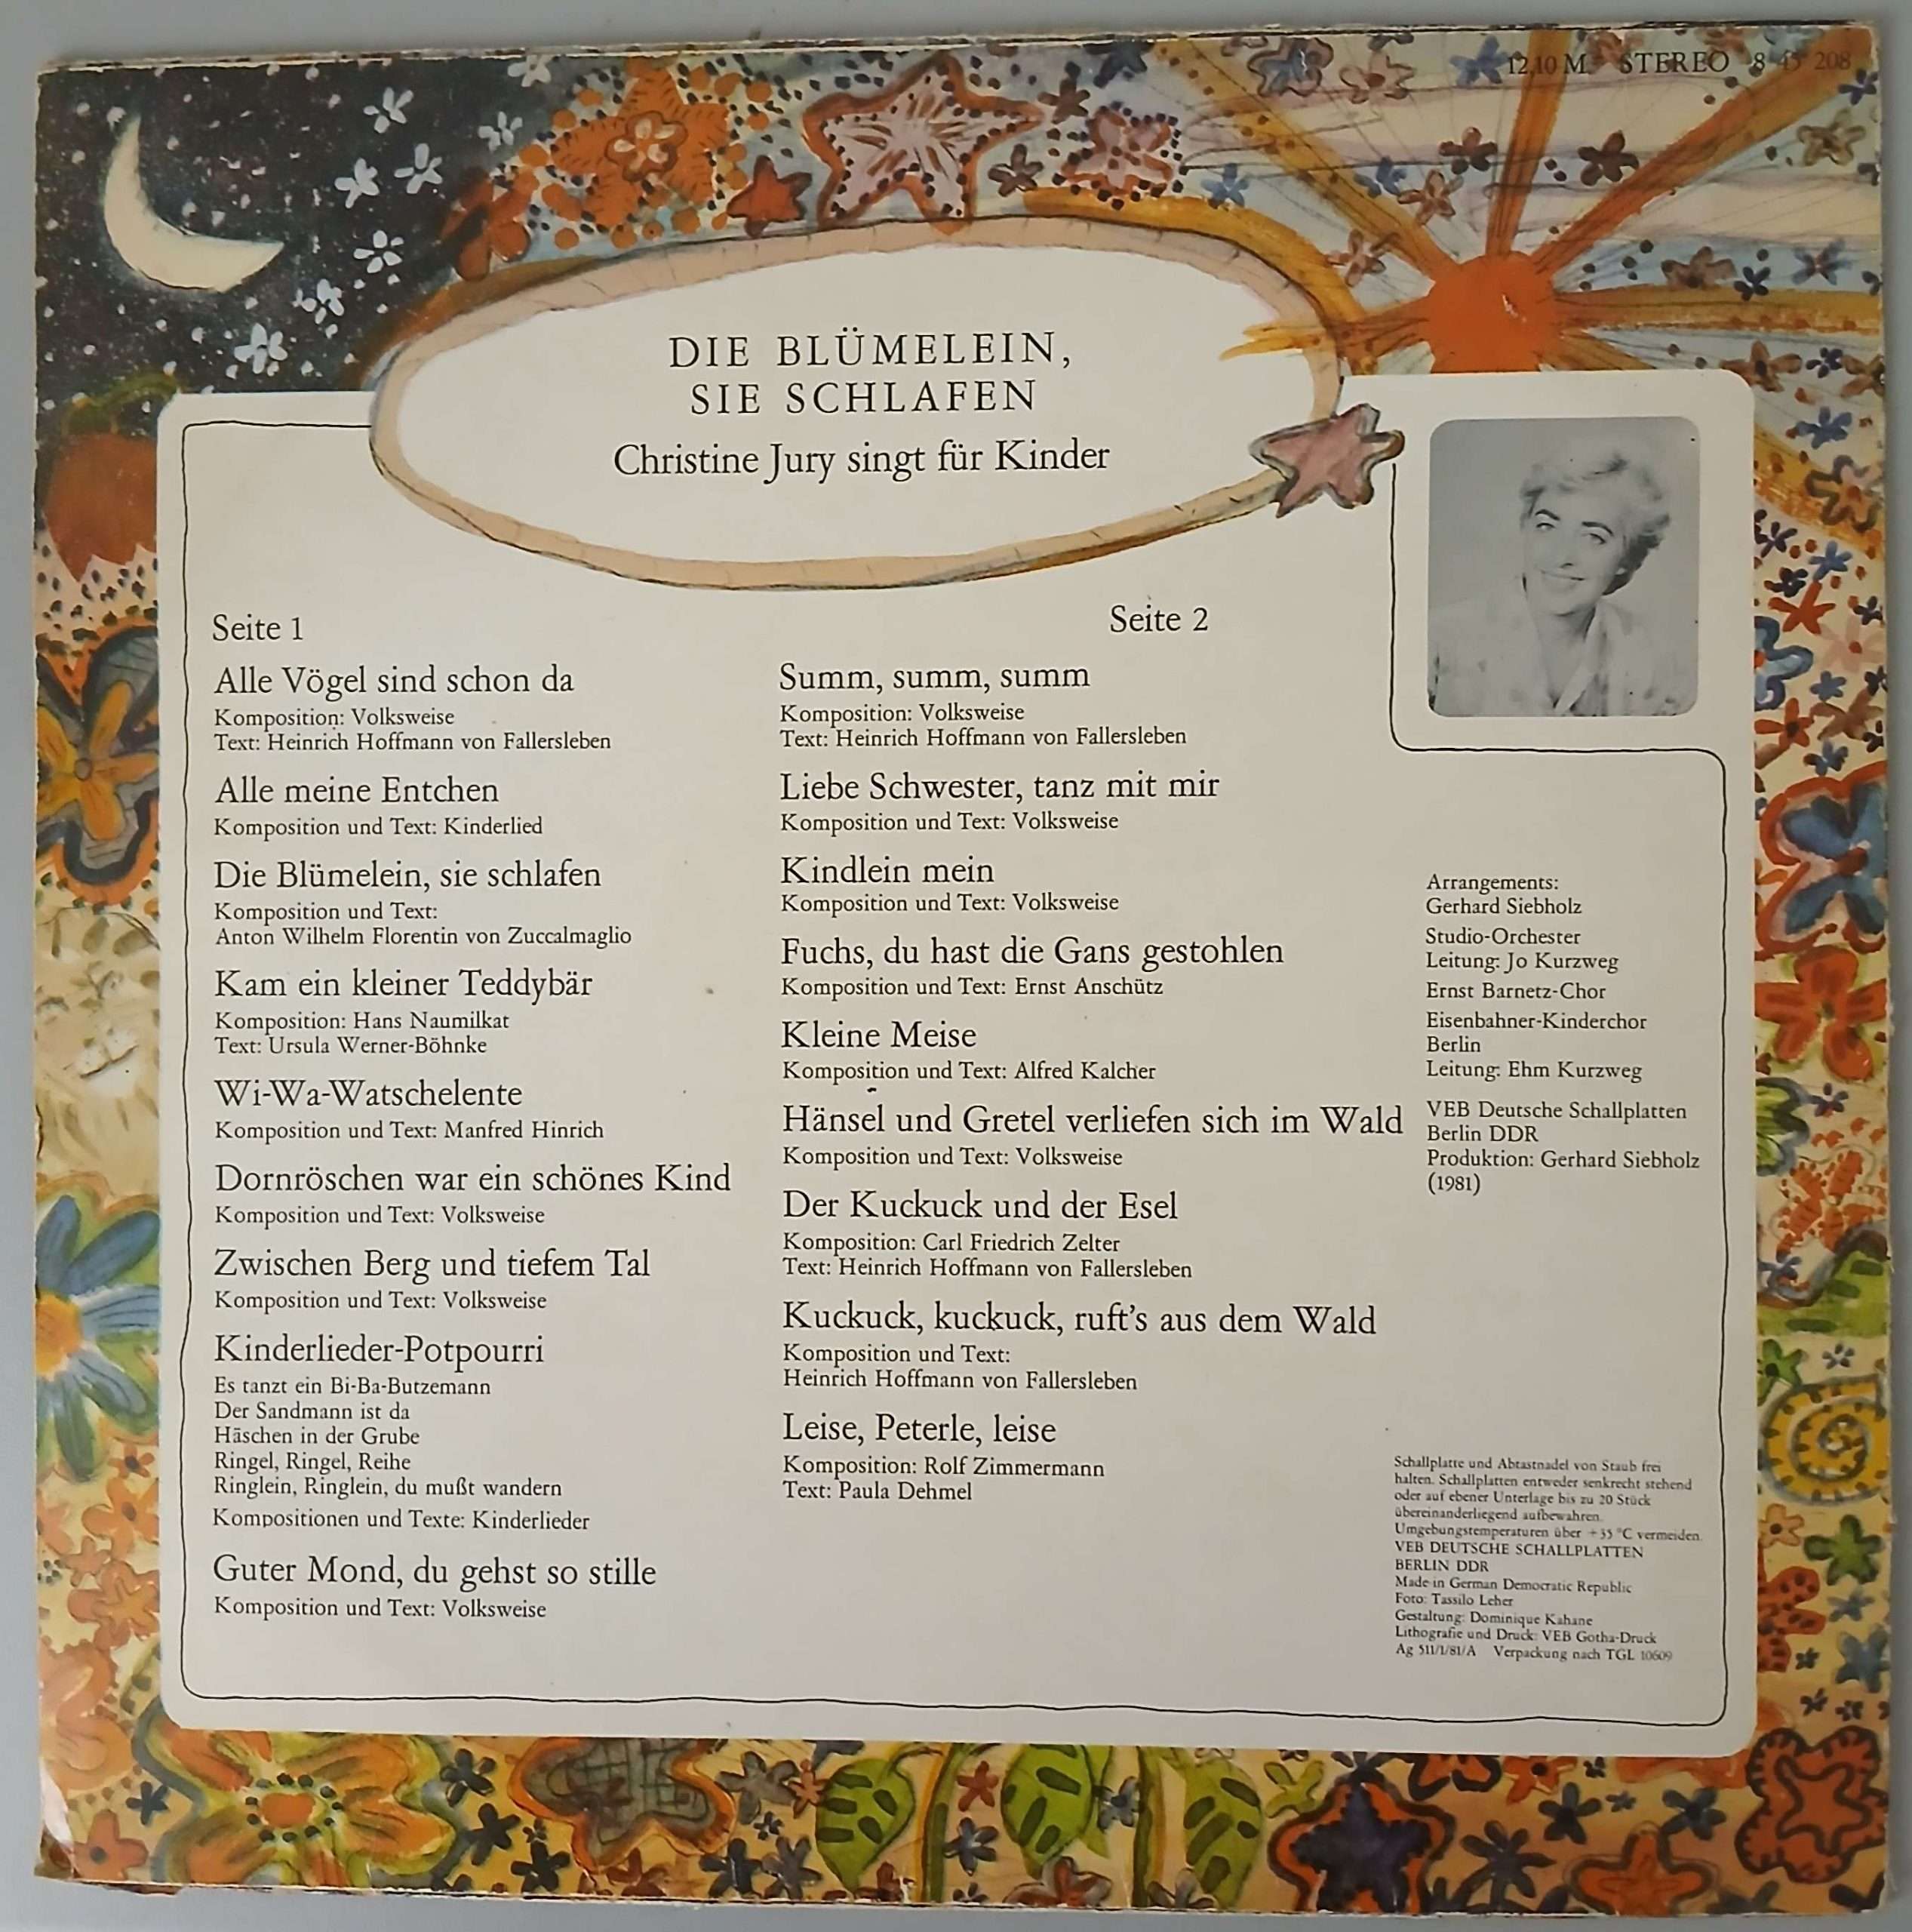 12,10 M STEREO 8 45 208
DIE BLÜMELEIN,
SIE SCHLAFEN
Christine Jury singt für Kinder
Seite 1
Alle Vögel sind schon da
Komposition: Volksweise
Text: Heinrich Hoffmann von Fallersleben
Alle meine Entchen
Komposition und Text: Kinderlied
Die Blümelein, sie schlafen
Komposition und Text:
Anton Wilhelm Florentin von Zuccalmaglio
Kam ein kleiner Teddybär
Komposition: Hans Naumilkat
Text: Ursula Werner-Böhnke
Wi-Wa-Watschelente
Komposition und Text: Manfred Hinrich
Dornröschen war ein schönes Kind
Komposition und Text: Volksweise
Zwischen Berg und tiefem Tal
Komposition und Text: Volksweise
Kinderlieder-Potpourri
Es tanzt ein Bi-Ba-Butzemann
Der Sandmann ist da
Häschen in der Grube
Ringel, Ringel, Reihe
Ringlein, Ringlein, du mußt wandern
Kompositionen und Texte: Kinderlieder
Guter Mond, du gehst so stille
Komposition und Text: Volksweise
Seite 2
Summ, summ, summ
Komposition: Volksweise
Text: Heinrich Hoffmann von Fallersleben
Liebe Schwester, tanz mit mir
Komposition und Text: Volksweise
Kindlein mein
Komposition und Text: Volksweise
Fuchs, du hast die Gans gestohlen
Komposition und Text: Ernst Anschütz
Kleine Meise
Komposition und Text: Alfred Kalcher
Hänsel und Gretel verliefen sich im Wald
Komposition und Text: Volksweise
Der Kuckuck und der Esel
Komposition: Carl Friedrich Zelter
Text: Heinrich Hoffmann von Fallersleben
Kuckuck, kuckuck, ruft's aus dem Wald
Komposition und Text:
Heinrich Hoffmann von Fallersleben
Leise, Peterle, leise
Komposition: Rolf Zimmermann
Text: Paula Dehmel
Arrangements:
Gerhard Siebholz
Studio-Orchester
Leitung: Jo Kurzweg
Ernst Barnetz-Chor
Eisenbahner-Kinderchor
Berlin
Leitung: Ehm Kurzweg
VEB Deutsche Schallplatten
Berlin DDR
Produktion: Gerhard Siebholz
(1981)
Schallplatte und Abtastnadel von Staub frei
halten. Schallplatten entweder senkrecht stehend
oder auf ebener Unterlage bis zu 20 Stück
übereinanderliegend aufbewahren.
Umgebungstemperaturen über +35 °C vermeiden.
VEB DEUTSCHE SCHALLPLATTEN
BERLIN DDR
Made in German Democratic Republic
Foto: Tassilo Leher
Gestaltung: Dominique Kahane
Lithografie und Druck: VEB Gotha-Druck
Ag 511/1/81/A Verpackung nach TGL 10609